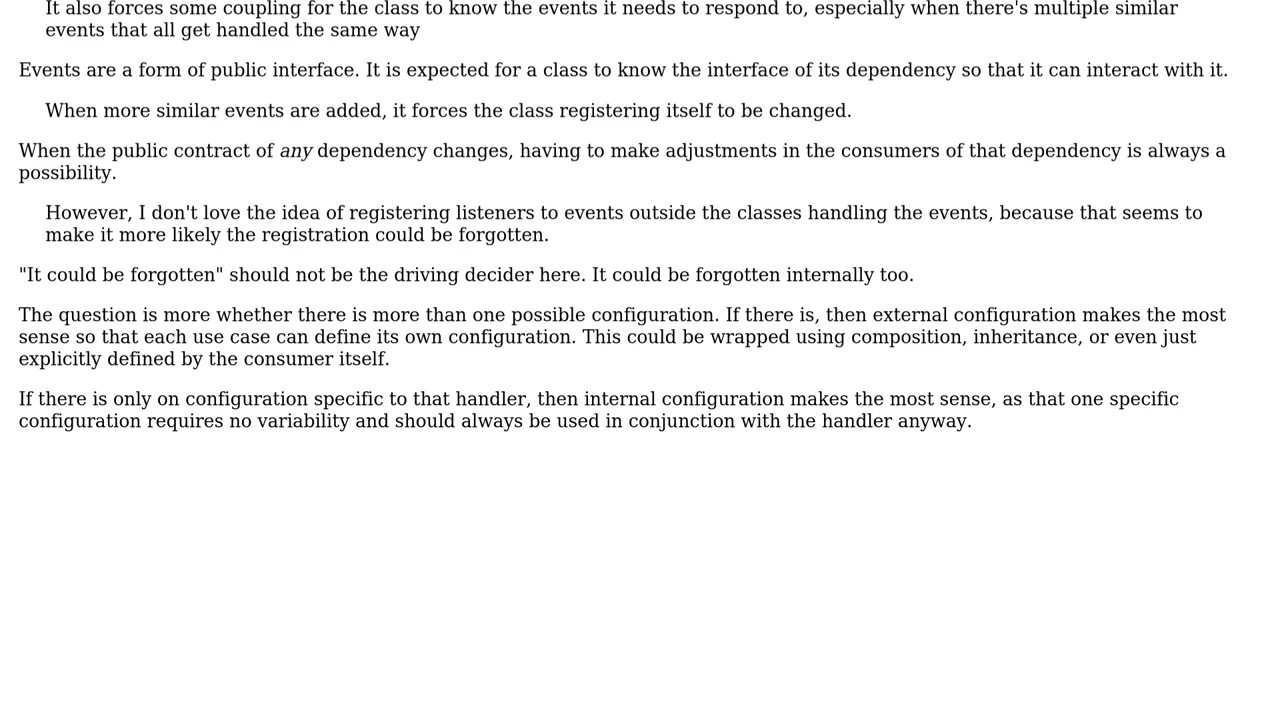 It also forces some coupling for the class to know the events it needs to respond to, especially when there's multiple similar
events that all get handled the same way
Events are a form of public interface. It is expected for a class to know the interface of its dependency so that it can interact with it.
When more similar events are added, it forces the class registering itself to be changed.
When the public contract of any dependency changes, having to make adjustments in the consumers of that dependency is always a
possibility.
However, I don't love the idea of registering listeners to events outside the classes handling the events, because that seems to
make it more likely the registration could be forgotten.
"It could be forgotten" should not be the driving decider here. It could be forgotten internally too.
The question is more whether there is more than one possible configuration. If there is, then external configuration makes the most
sense so that each use case can define its own configuration. This could be wrapped using composition, inheritance, or even just
explicitly defined by the consumer itself.
If there is only on configuration specific to that handler, then internal configuration makes the most sense, as that one specific
configuration requires no variability and should always be used in conjunction with the handler anyway.